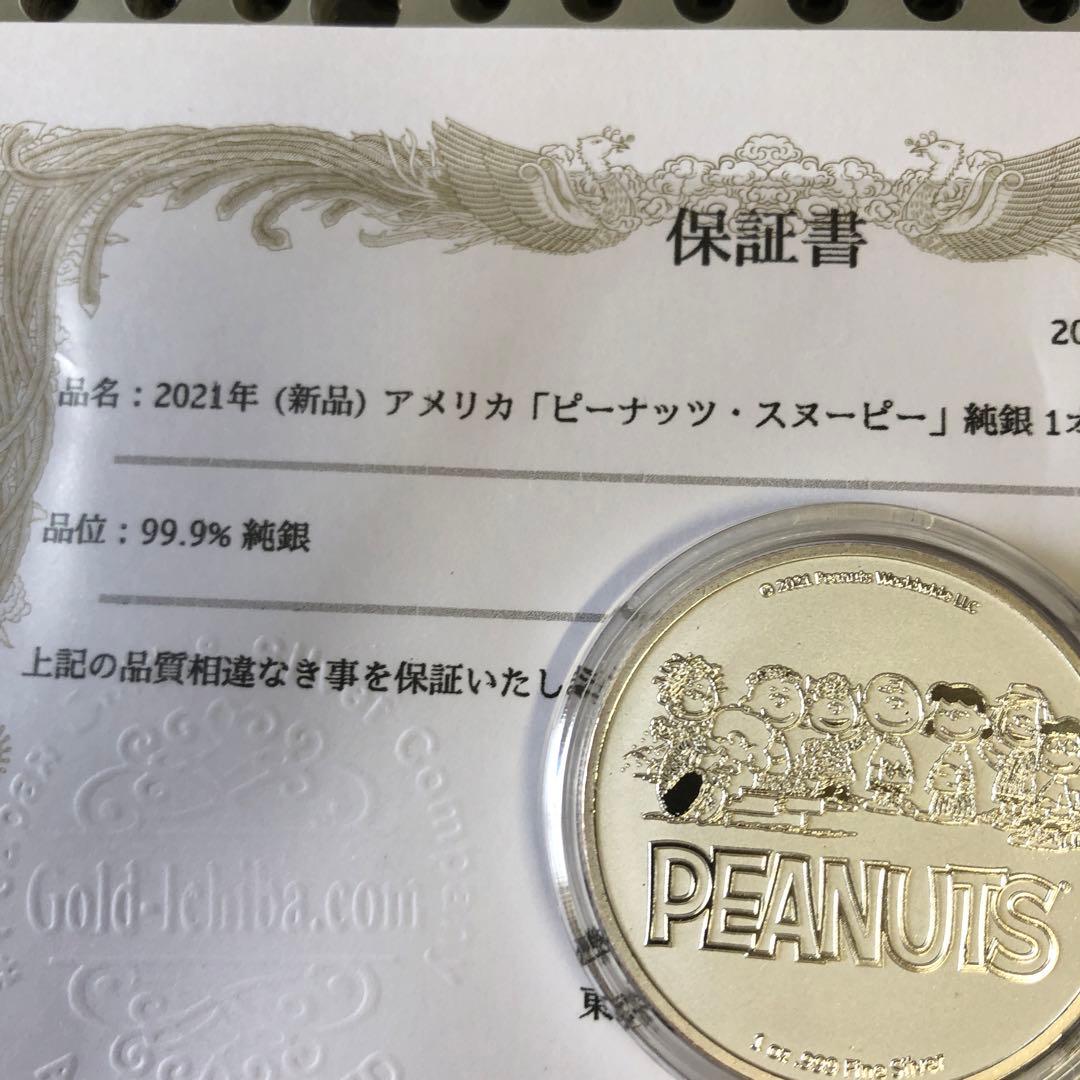 保証書
20
品名：2021年 (新品) アメリカ「ピーナッツ・スヌーピー」純銀 1オ
品位：99.9% 純銀
上記の品質相違なき事を保証いたし
Company
Gold-Ichiba.com
東
© 2021 Peanuts Worldwide LLC
PEANUTS
1 oz .999 Fine Silver